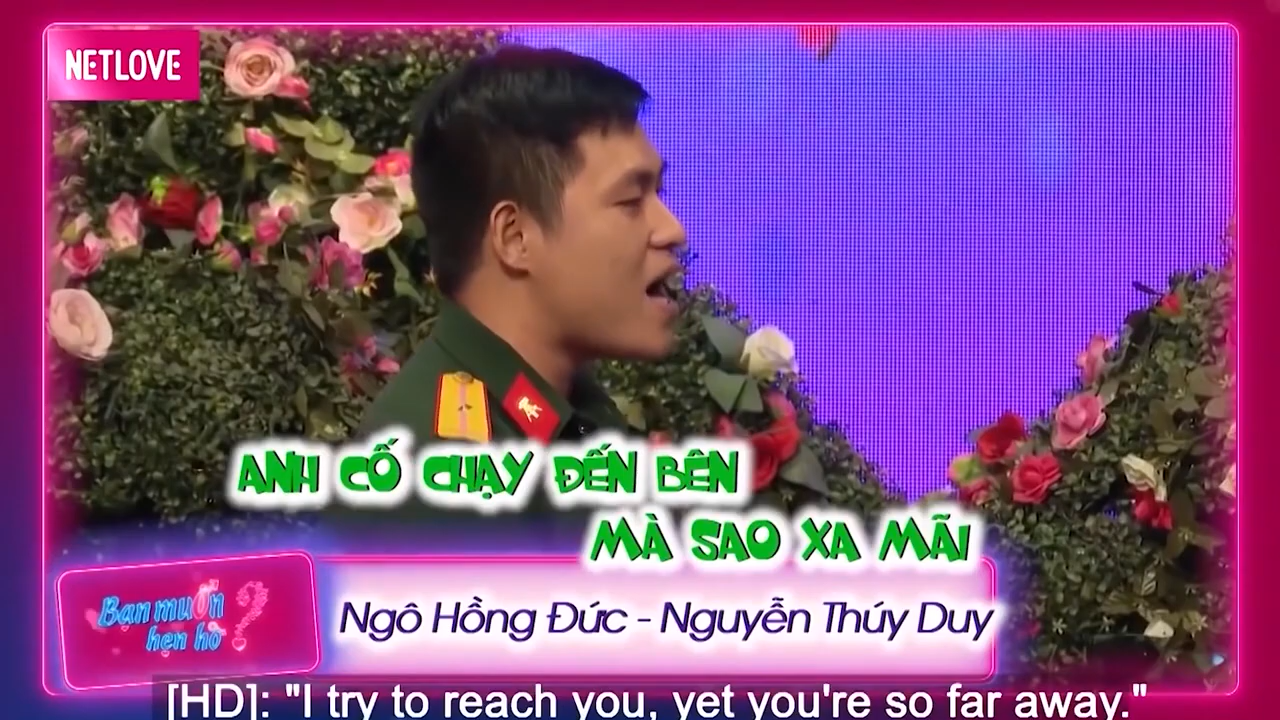 NETLOVE
ANH CỐ CHẠY ĐẾN BÊN
MÀ SAO XA MÃI
Bạn muốn
hẹn hò ?
Ngô Hồng Đức - Nguyễn Thúy Duy
[HD]: "I try to reach you, yet you're so far away."